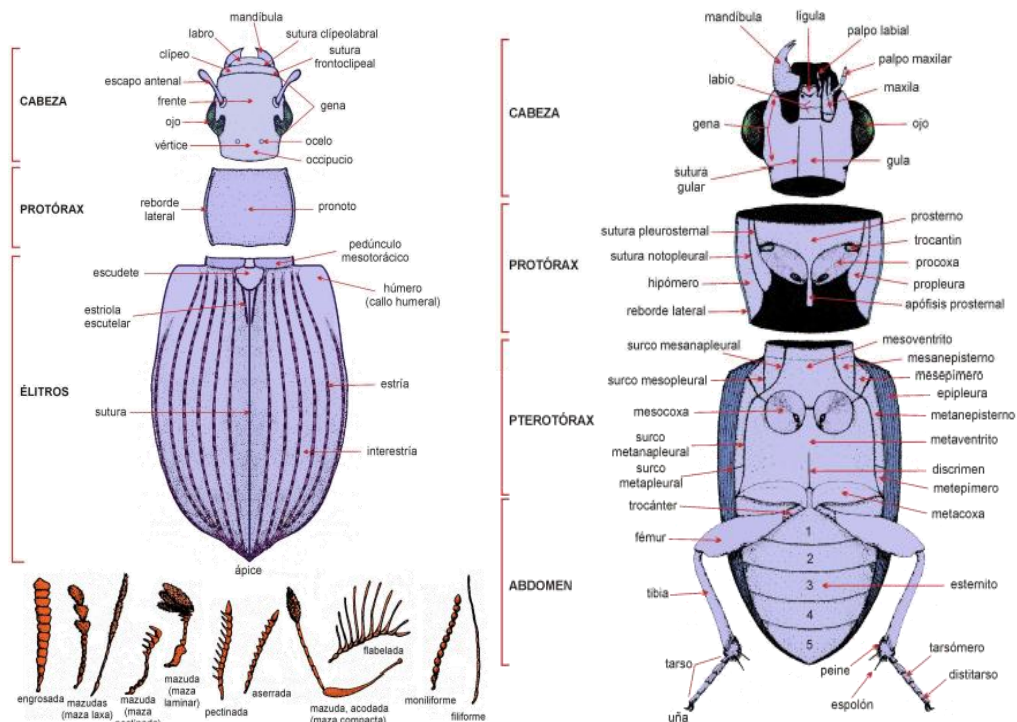 mandíbula
labro
sutura clípeolabral
clípeo
sutura
frontoclipeal
escapo antenal
CABEZA
frente
gena
ojo
ocelo
vértice
occipucio
PROTÓRAX
reborde
lateral
pronoto
pedúnculo
mesotorácico
escudete
húmero
(callo humeral)
estriola
escutelar
ÉLITROS
estría
sutura
interestría
ápice
engrosada
mazudas
(maza laxa)
mazuda
(maza
mazuda
(maza
laminar)
pectinada
aserrada
flabelada
mazuda, acodada
(maza compacta)
moniliforme
filiforme
mandíbula
lígula
palpo labial
palpo maxilar
labio
maxila
CABEZA
gena
ojo
sutura
gular
gula
sutura pleurosternal
prosterno
trocantín
sutura notopleural
procoxa
PROTÓRAX
hipómero
propleura
reborde lateral
apófisis prosternal
surco mesanapleural
mesoventrito
mesanepisterno
mesepímero
surco mesopleural
epipleura
mesocoxa
metanepisterno
PTEROTÓRAX
surco
metanapleural
metaventrito
surco
metapleural
discrimen
metepímero
trocánter
metacoxa
fémur
1
2
ABDOMEN
3
esternito
tibia
4
5
tarso
peine
tarsómero
espolón
distitarso
uña